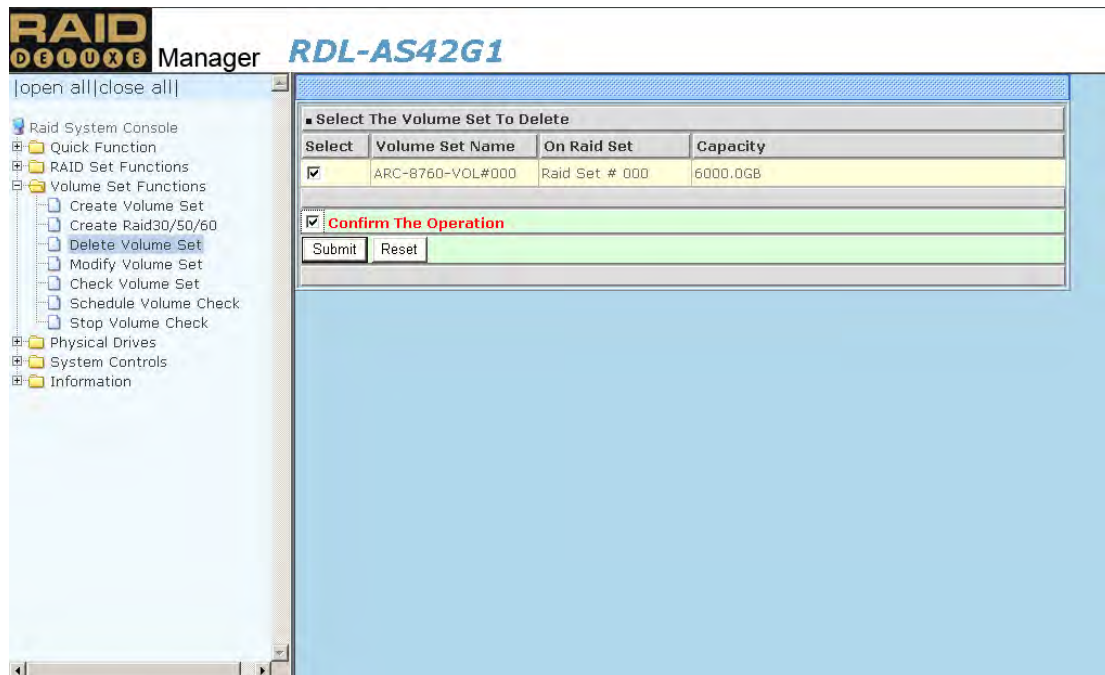 RAID
DELUXE Manager
RDL-AS42G1
|open all|close all|
Raid System Console
Quick Function
RAID Set Functions
Volume Set Functions
Create Volume Set
Create Raid30/50/60
Delete Volume Set
Modify Volume Set
Check Volume Set
Schedule Volume Check
Stop Volume Check
Physical Drives
System Controls
Information
Select The Volume Set To Delete
Select Volume Set Name On Raid Set Capacity
ARC-8760-VOL#000 Raid Set # 000 6000.0GB
Confirm The Operation
Submit Reset